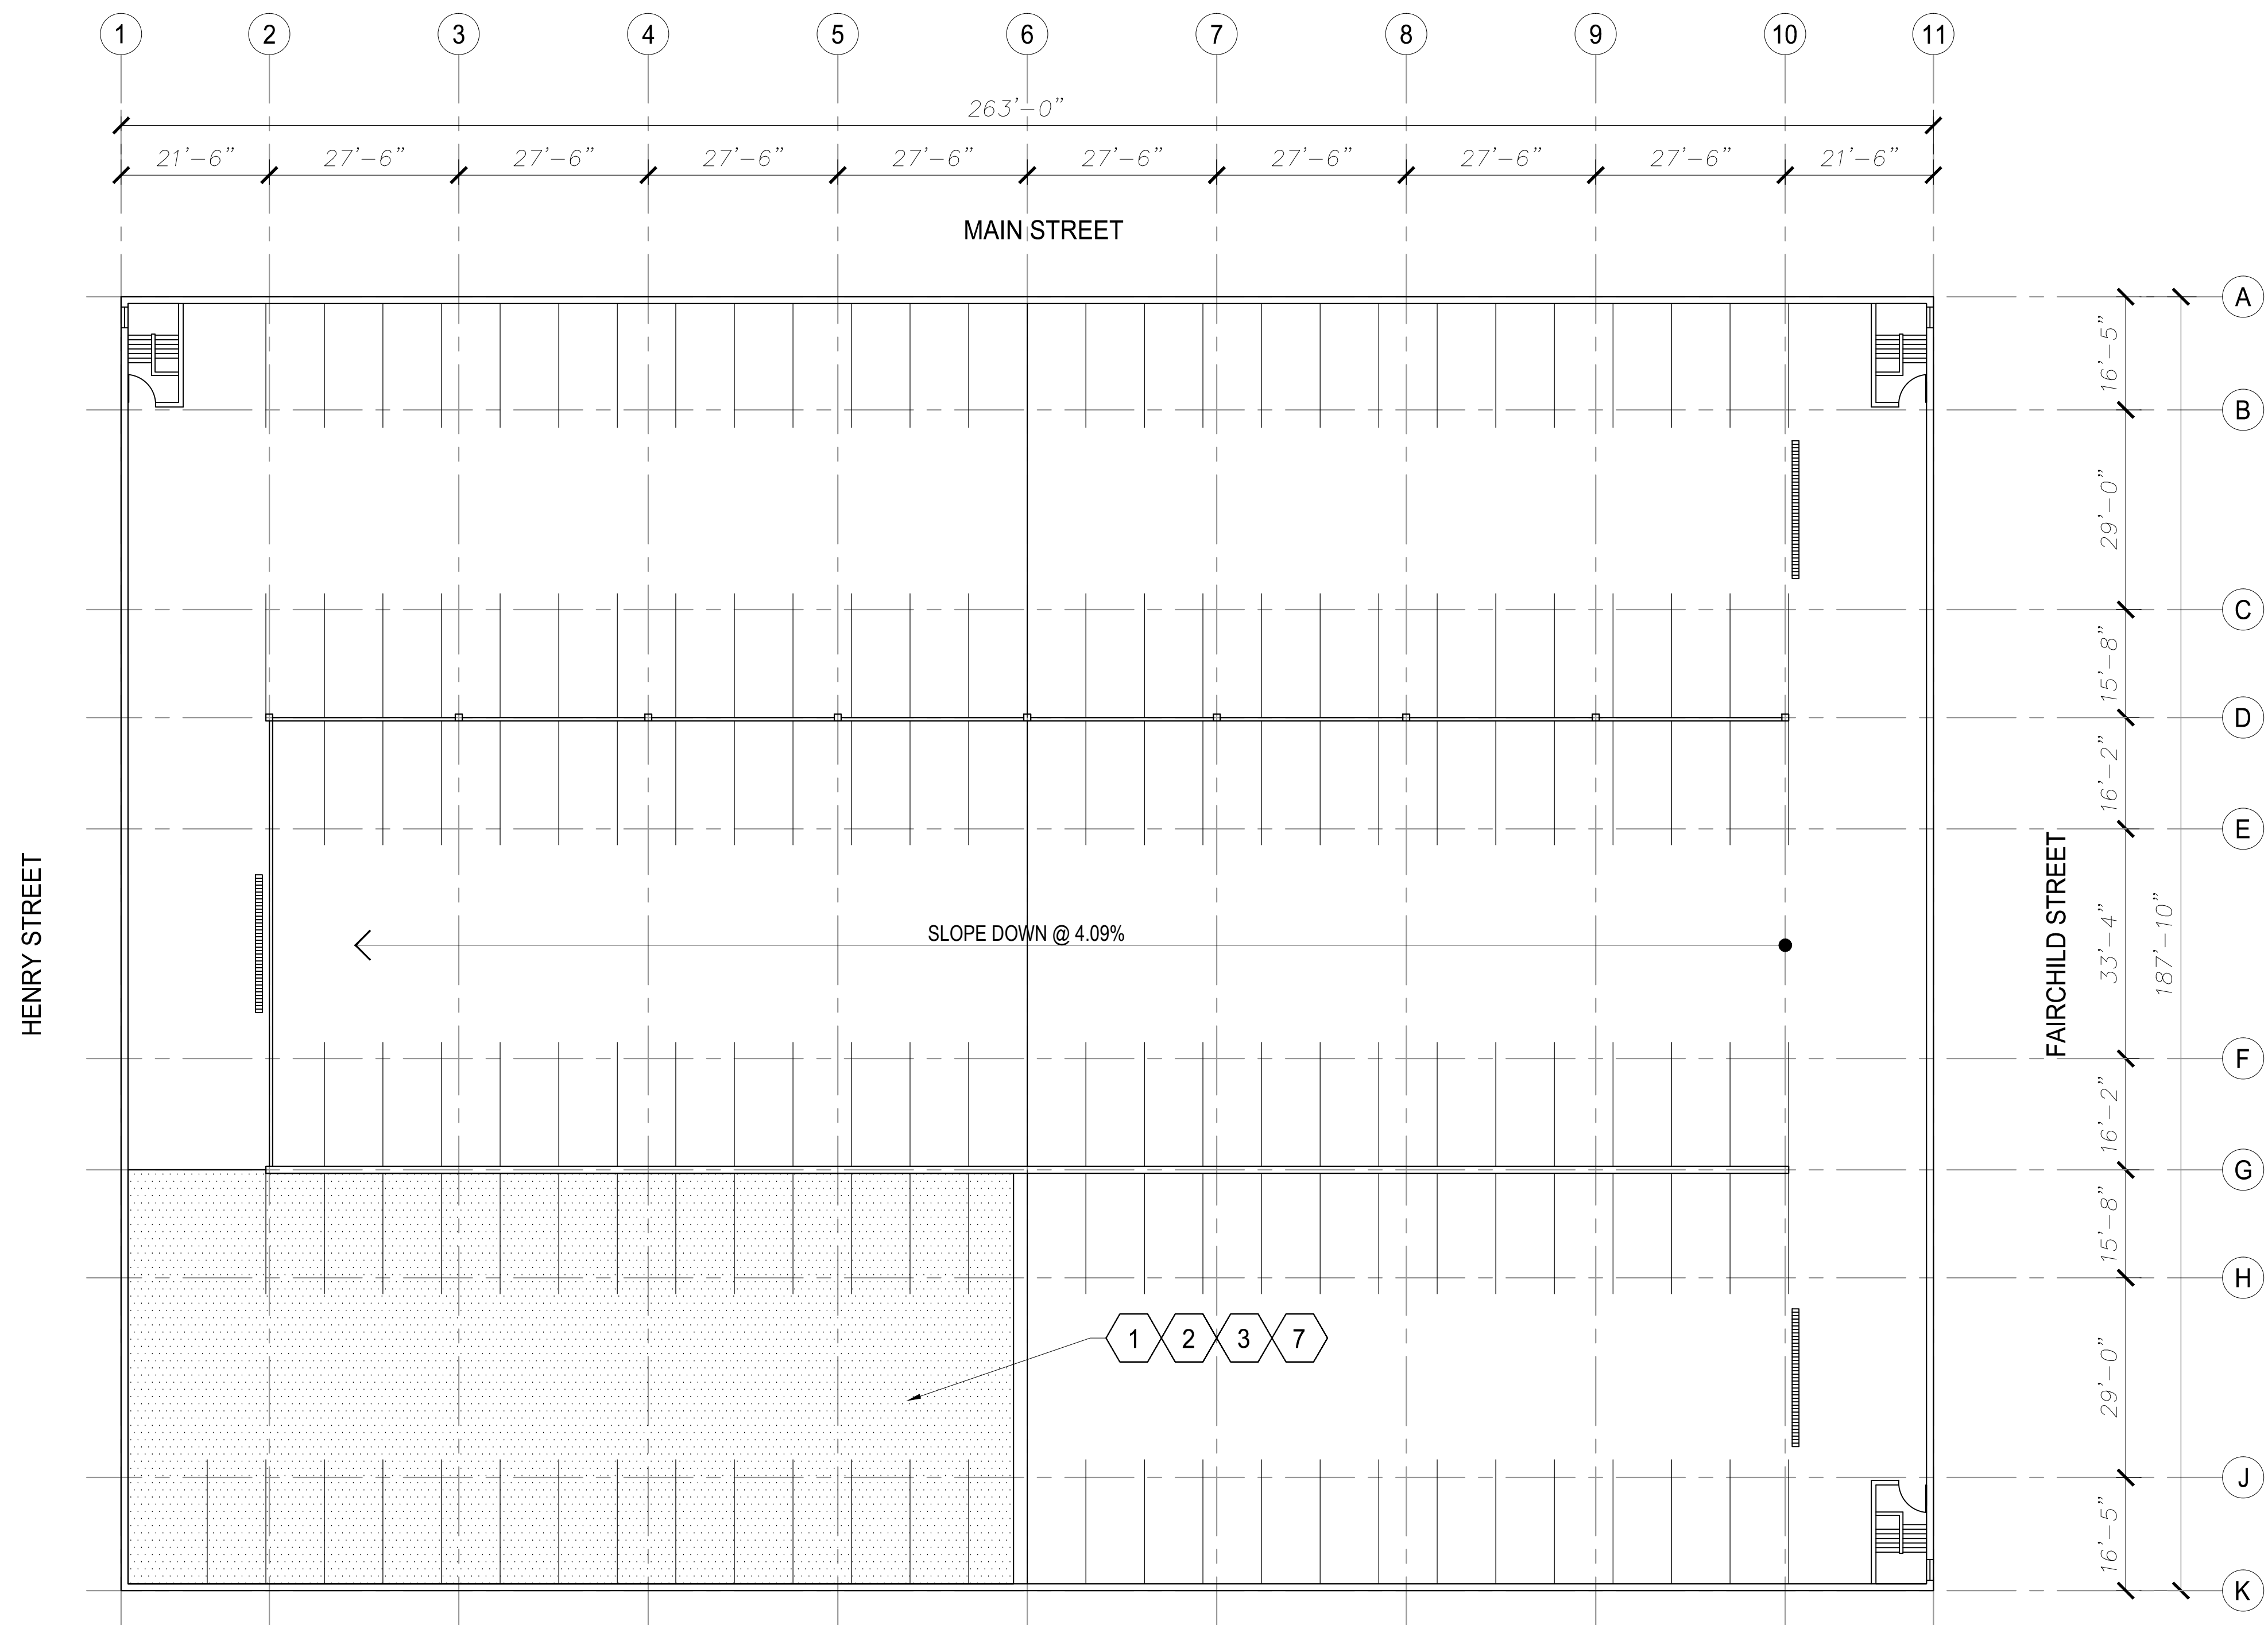 1 2 3 4 5 6 7 8 9 10 11
263'-0"
21'-6" 27'-6" 27'-6" 27'-6" 27'-6" 27'-6" 27'-6" 27'-6" 27'-6" 21'-6"
MAIN STREET
A
16'-5"
B
29'-0"
C
15'-8"
D
16'-2"
E
HENRY STREET
SLOPE DOWN @ 4.09%
FAIRCHILD STREET
33'-4"
187'-10"
F
16'-2"
G
15'-8"
H
1 2 3 7
29'-0"
J
16'-5"
K